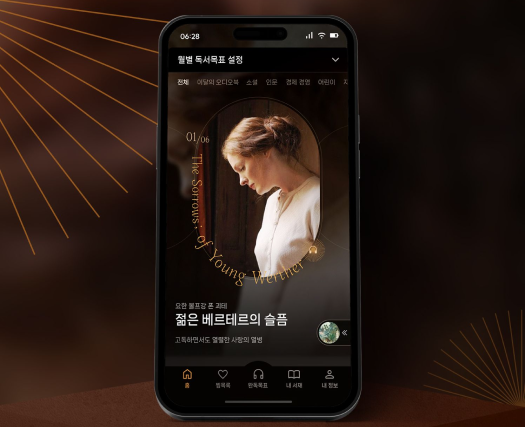 06:28
월별 독서목표 설정
전체 이달의 오디오북 소설 인문 경제 경영 어린이
01/06
The Sorrows of Young Werther
요한 볼프강 폰 괴테
젊은 베르테르의 슬픔
고독하면서도 열렬한 사랑의 열병
홈 찜목록 완독목표 내 서재 내 정보